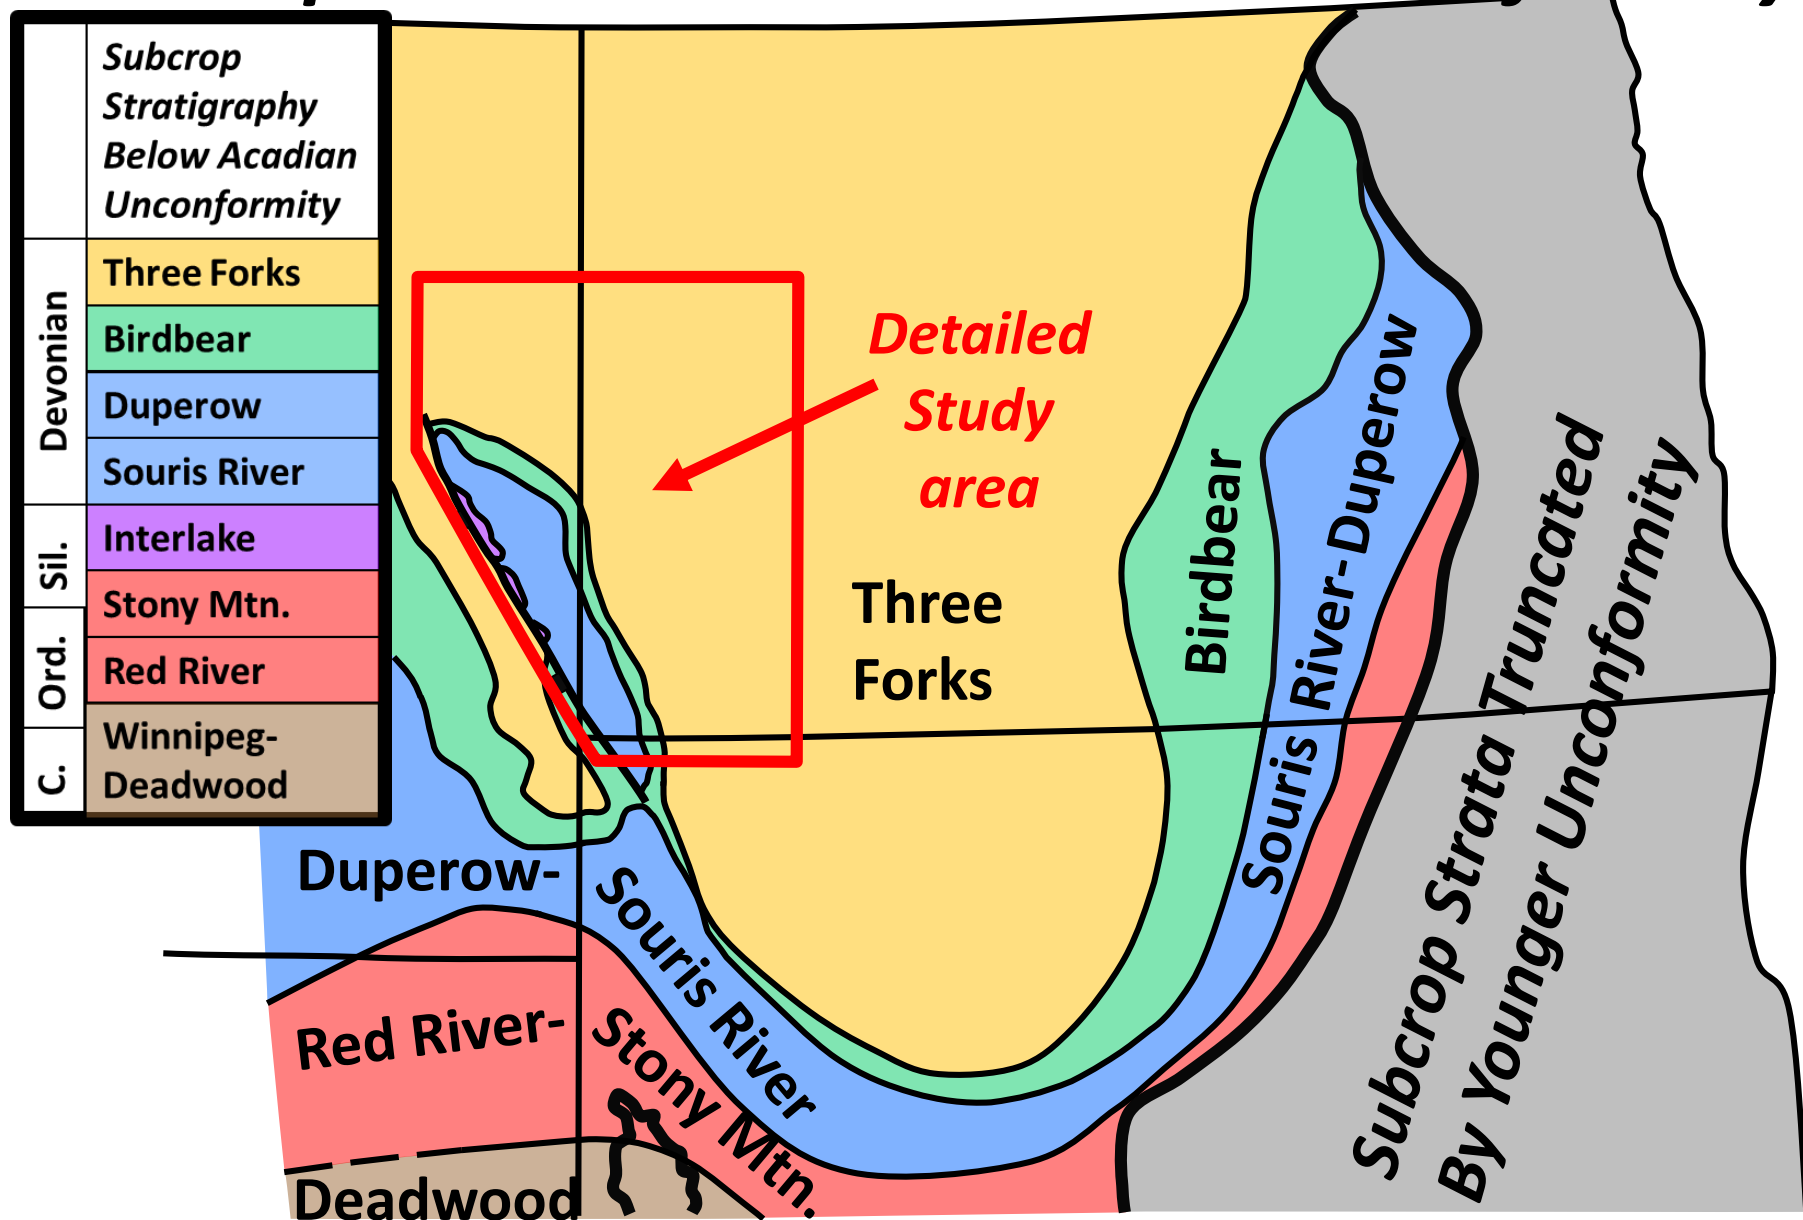 Subcrop
Stratigraphy
Below Acadian
Unconformity
Devonian
Three Forks
Birdbear
Duperow
Souris River
Sil.
Interlake
Stony Mtn.
Ord.
Red River
C.
Winnipeg-
Deadwood
Detailed
Study
area
Three
Forks
Birdbear
Souris River-Duperow
Subcrop Strata Truncated
By Younger Unconformity
Duperow-
Souris River
Red River-
Stony Mtn.
Deadwood